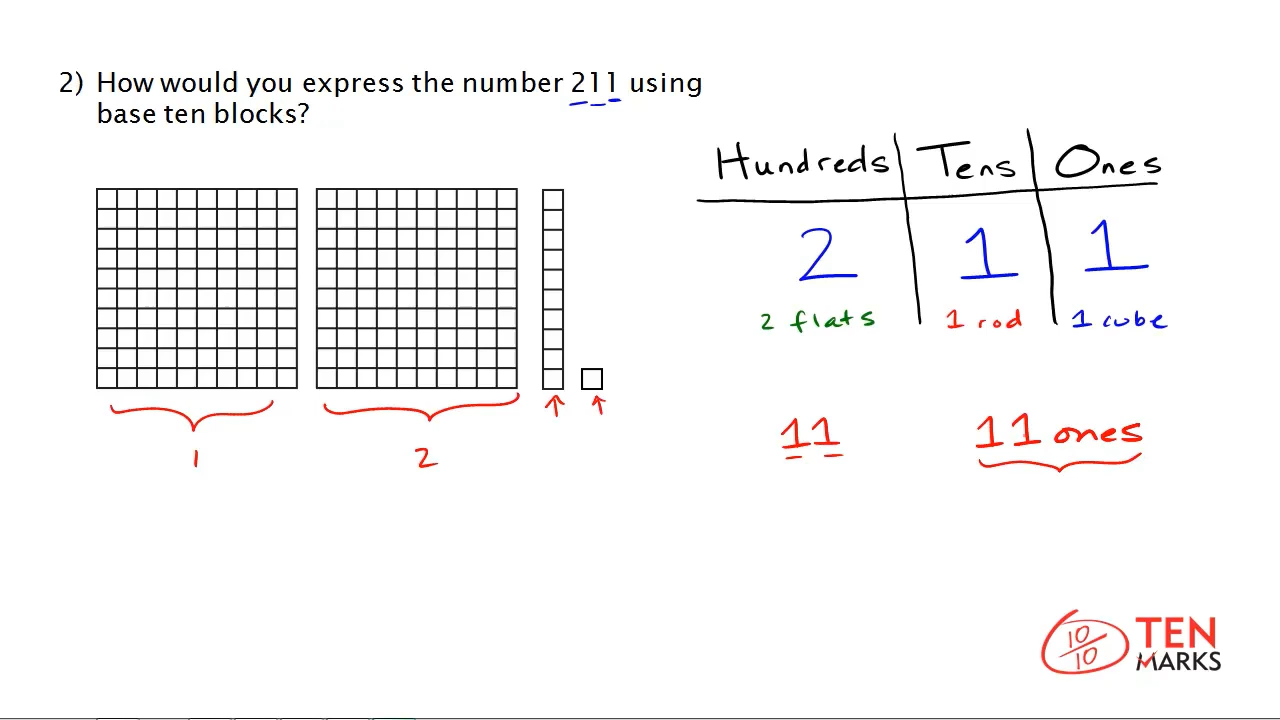 2) How would you express the number 211 using
base ten blocks?
Hundreds Tens Ones
2 1 1
2 flats 1 rod 1 cube
11 11 ones
1 2
10/10 TEN
MARKS